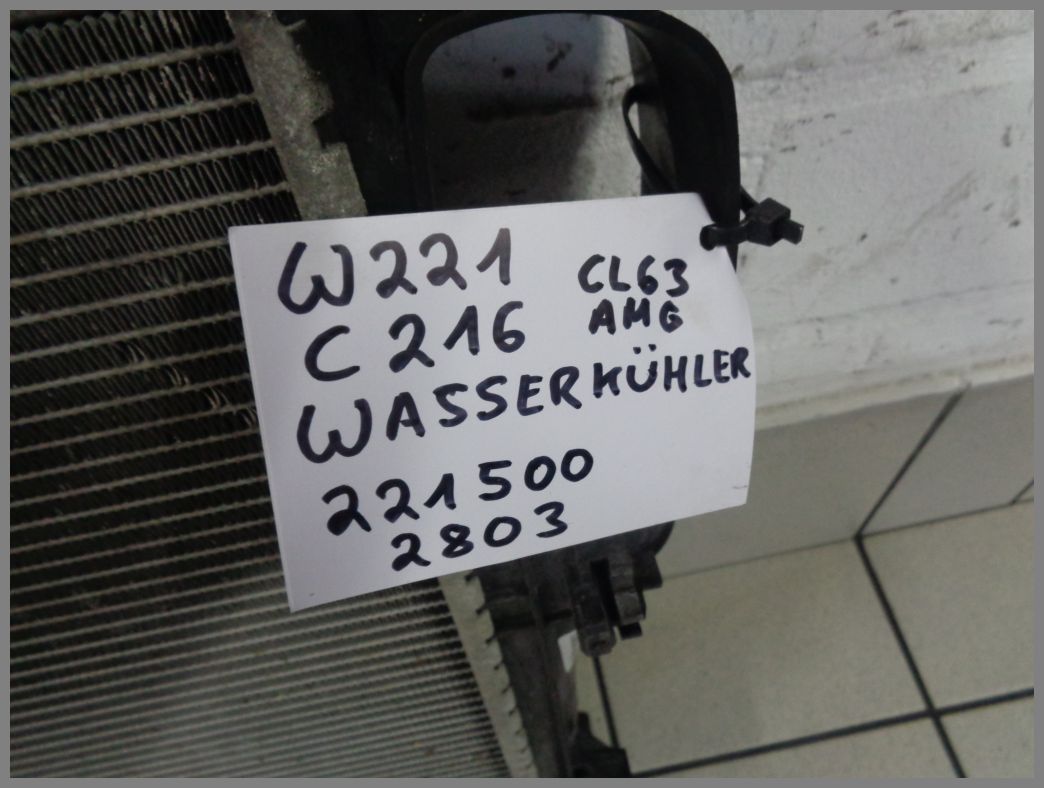 W221
C216 CL63
AMG
WASSERKÜHLER
221500
2803